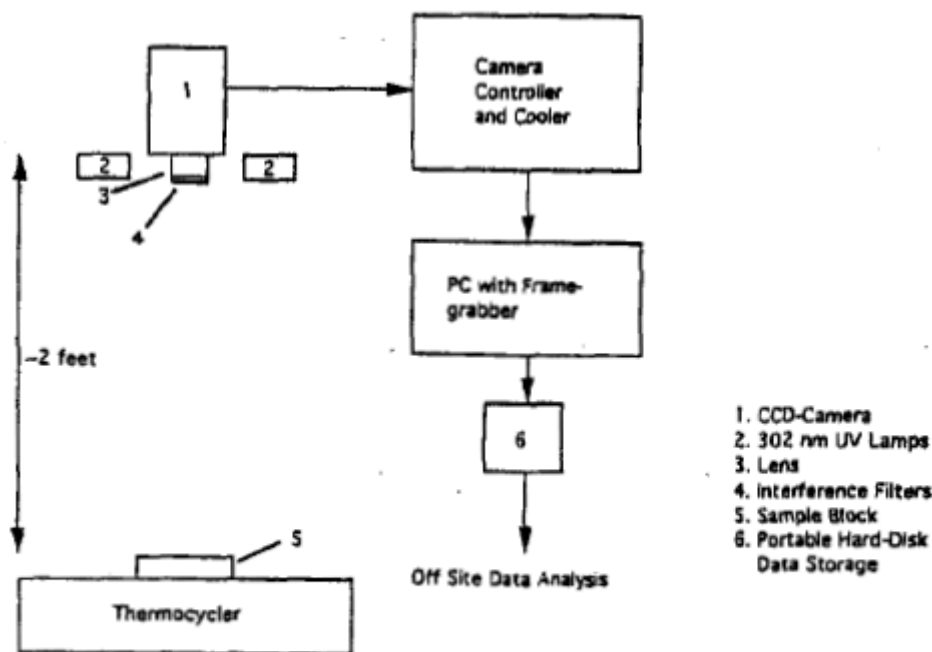 1
Camera
Controller
and Cooler
2
2
3
4
PC with Frame-
grabber
~2 feet
6
1. CCD-Camera
2. 302 nm UV Lamps
3. Lens
4. Interference Filters
5. Sample Block
6. Portable Hard-Disk
Data Storage
5
Off Site Data Analysis
Thermocycler